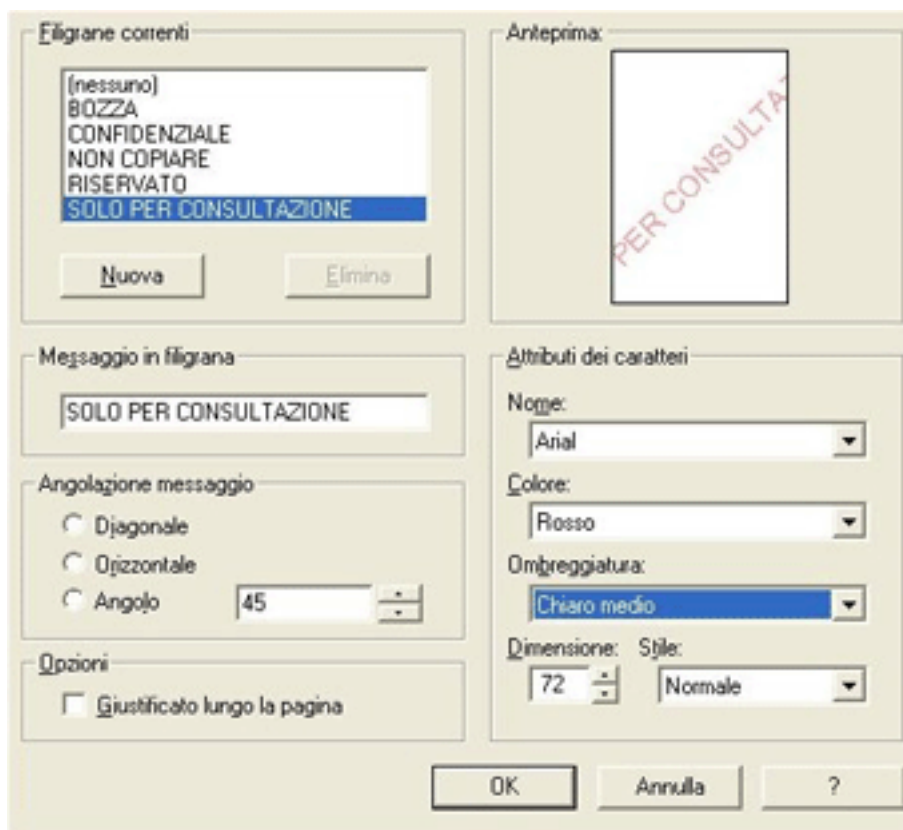 Filigrane correnti
(nessuno)
BOZZA
CONFIDENZIALE
NON COPIARE
RISERVATO
SOLO PER CONSULTAZIONE
Nuova
Elimina
Anteprima:
PER CONSULTAZ
Messaggio in filigrana
SOLO PER CONSULTAZIONE
Angolazione messaggio
Diagonale
Orizzontale
Angolo 45
Opzioni
Giustificato lungo la pagina
Attributi dei caratteri
Nome:
Arial
Colore:
Rosso
Ombreggiatura:
Chiaro medio
Dimensione: Stile:
72 Normale
OK Annulla ?